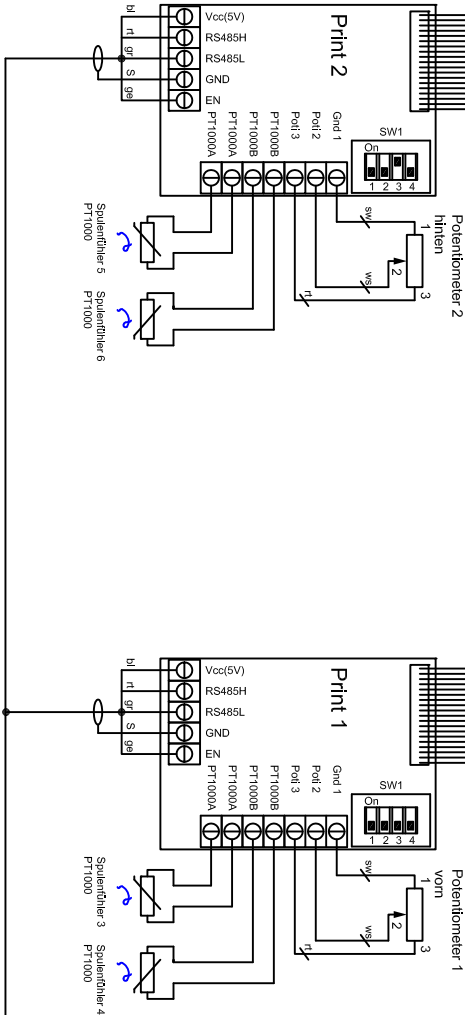 Print 2
bl
rt
gr
S
ge
Vcc(5V)
RS485H
RS485L
GND
EN
SW1
On
1 2 3 4
PT1000A
PT1000A
PT1000B
PT1000B
Poti 3
Poti 2
Gnd 1
Potentiometer 2
hinten
1
2
3
sw
ws
rt
Spulenfühler 5
PT1000
Spulenfühler 6
PT1000
Print 1
bl
rt
gr
S
ge
Vcc(5V)
RS485H
RS485L
GND
EN
SW1
On
1 2 3 4
PT1000A
PT1000A
PT1000B
PT1000B
Poti 3
Poti 2
Gnd 1
Potentiometer 1
vorn
1
2
3
sw
ws
rt
Spulenfühler 3
PT1000
Spulenfühler 4
PT1000